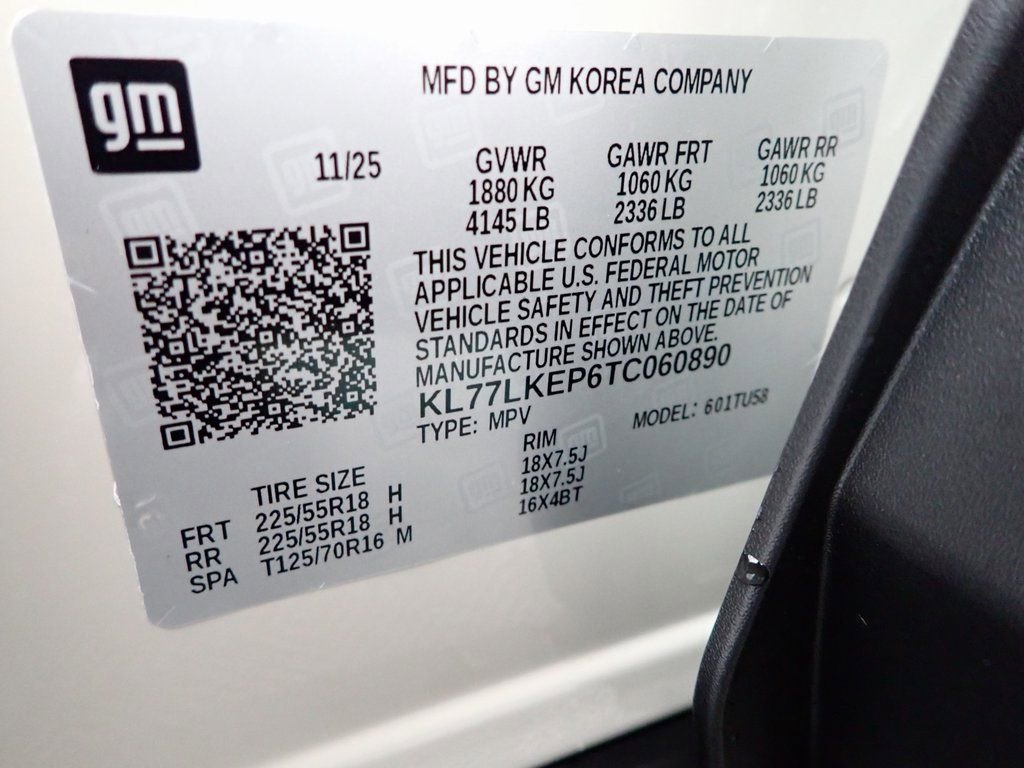 gm
MFD BY GM KOREA COMPANY
11/25
GVWR GAWR FRT GAWR RR
1880 KG 1060 KG 1060 KG
4145 LB 2336 LB 2336 LB
THIS VEHICLE CONFORMS TO ALL
APPLICABLE U.S. FEDERAL MOTOR
VEHICLE SAFETY AND THEFT PREVENTION
STANDARDS IN EFFECT ON THE DATE OF
MANUFACTURE SHOWN ABOVE.
KL77LKEP6TC060890
TYPE: MPV MODEL: 601TU58
TIRE SIZE RIM
FRT 225/55R18 H 18X7.5J
RR 225/55R18 H 18X7.5J
SPA T125/70R16 M 16X4BT